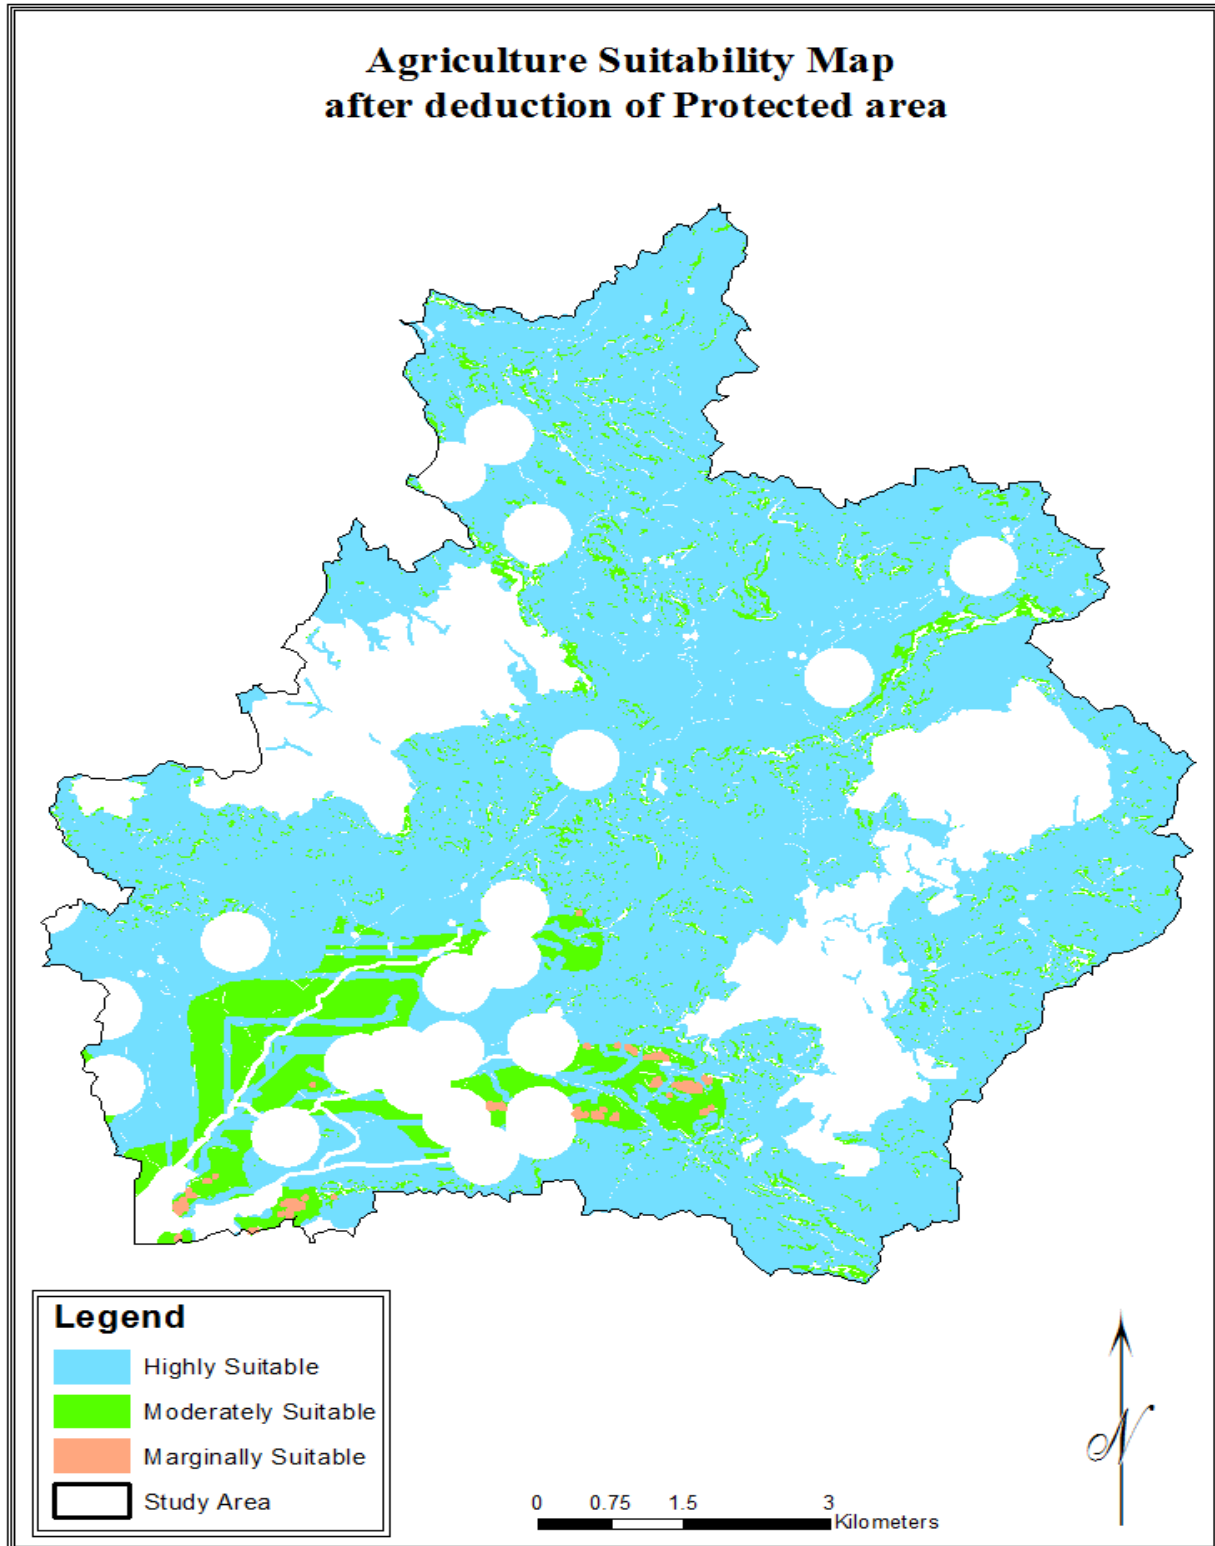 Agriculture Suitability Map
after deduction of Protected area
Legend
Highly Suitable
Moderately Suitable
Marginally Suitable
Study Area
0 0.75 1.5 3
Kilometers
N